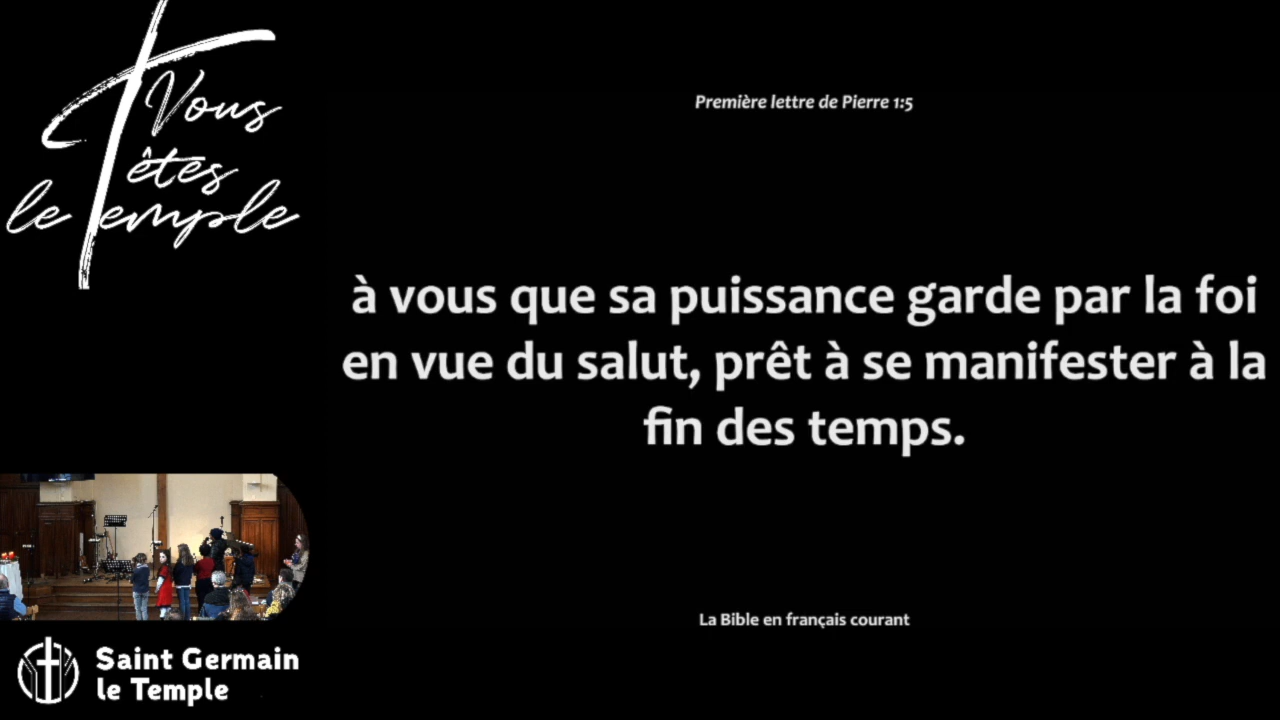 Vous
êtes
le Temple
Première lettre de Pierre 1:5
à vous que sa puissance garde par la foi
en vue du salut, prêt à se manifester à la
fin des temps.
La Bible en français courant
Saint Germain
le Temple